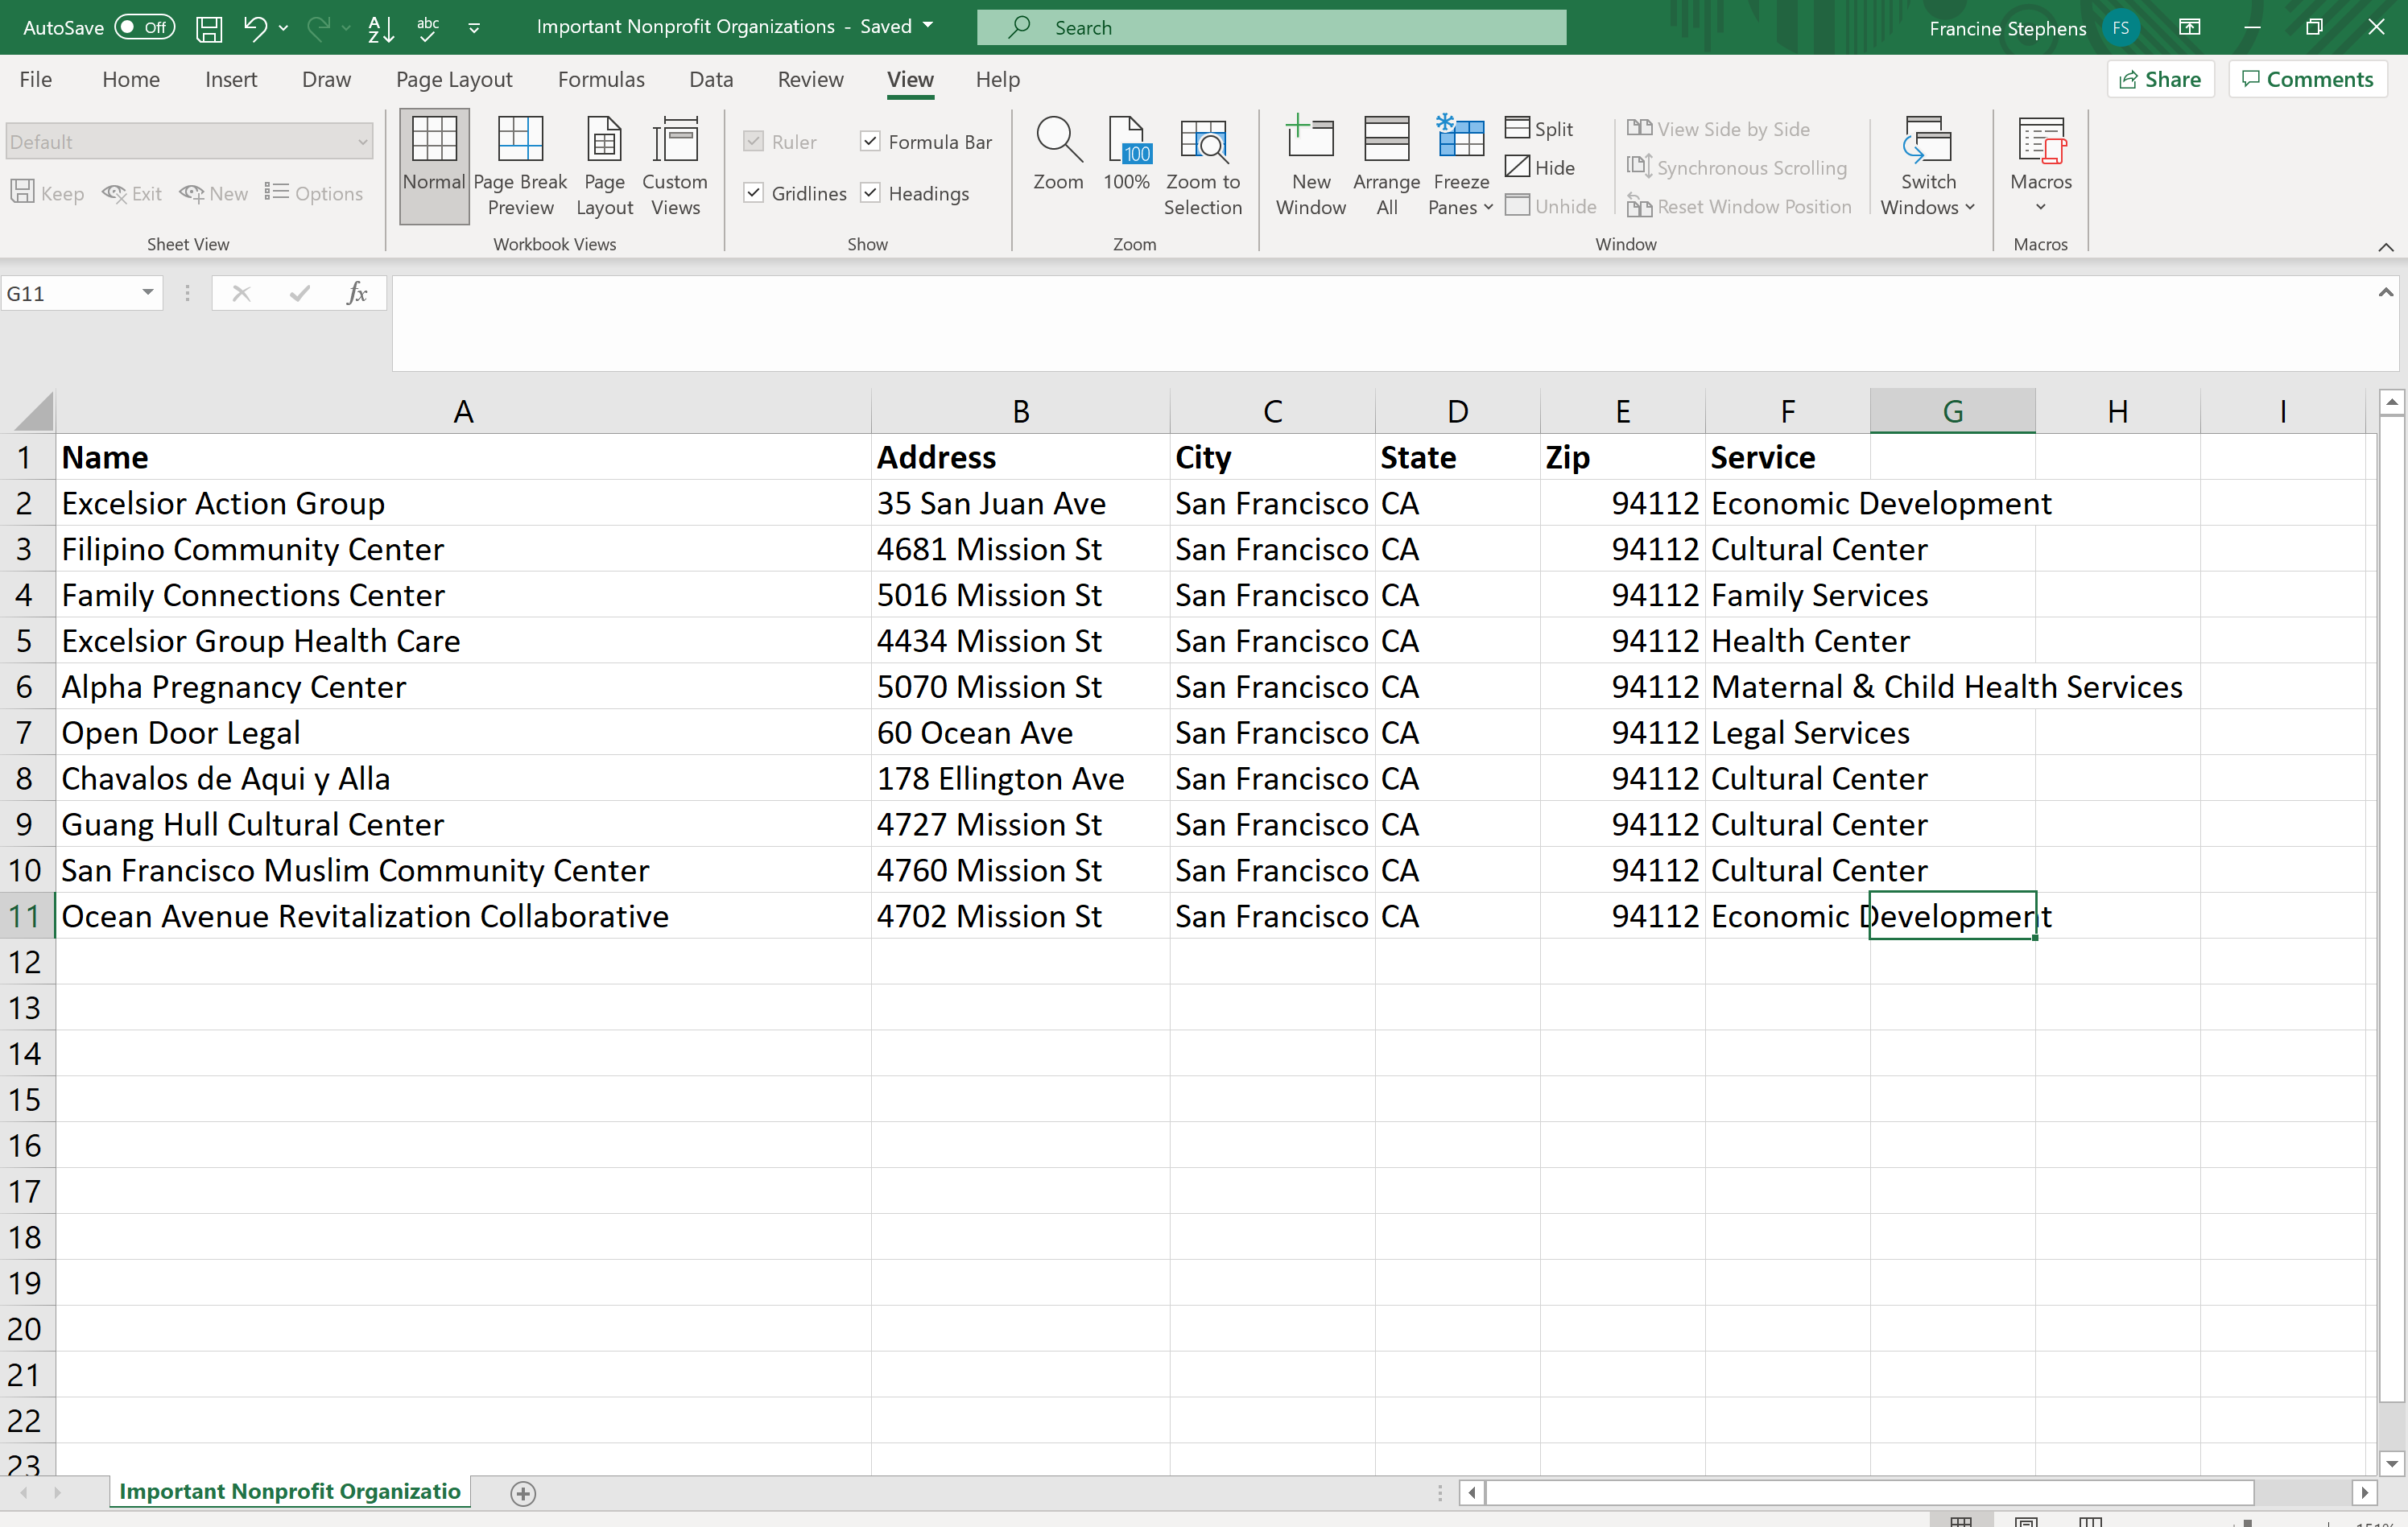 AutoSave Off abc Important Nonprofit Organizations - Saved Search Francine Stephens FS
File Home Insert Draw Page Layout Formulas Data Review View Help Share Comments
Default
Keep Exit New Options
Sheet View
Normal Page Break Preview Page Layout Custom Views
Workbook Views
Ruler Formula Bar
Gridlines Headings
Show
Zoom 100 100% Zoom to Selection
Zoom
New Window Arrange All Freeze Panes
Split
Hide
Unhide
View Side by Side
Synchronous Scrolling
Reset Window Position
Switch Windows
Window
Macros
Macros
G11 fx
A B C D E F G H I
1 Name Address City State Zip Service
2 Excelsior Action Group 35 San Juan Ave San Francisco CA 94112 Economic Development
3 Filipino Community Center 4681 Mission St San Francisco CA 94112 Cultural Center
4 Family Connections Center 5016 Mission St San Francisco CA 94112 Family Services
5 Excelsior Group Health Care 4434 Mission St San Francisco CA 94112 Health Center
6 Alpha Pregnancy Center 5070 Mission St San Francisco CA 94112 Maternal & Child Health Services
7 Open Door Legal 60 Ocean Ave San Francisco CA 94112 Legal Services
8 Chavalos de Aqui y Alla 178 Ellington Ave San Francisco CA 94112 Cultural Center
9 Guang Hull Cultural Center 4727 Mission St San Francisco CA 94112 Cultural Center
10 San Francisco Muslim Community Center 4760 Mission St San Francisco CA 94112 Cultural Center
11 Ocean Avenue Revitalization Collaborative 4702 Mission St San Francisco CA 94112 Economic Development
12
13
14
15
16
17
18
19
20
21
22
23
Important Nonprofit Organizatio